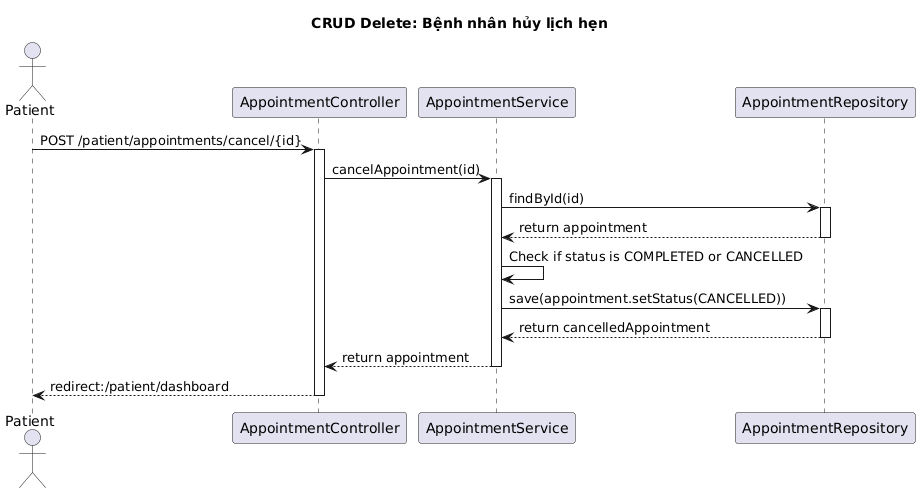 CRUD Delete: Bệnh nhân hủy lịch hẹn
Patient
AppointmentController
AppointmentService
AppointmentRepository
POST /patient/appointments/cancel/{id}
cancelAppointment(id)
findById(id)
return appointment
Check if status is COMPLETED or CANCELLED
save(appointment.setStatus(CANCELLED))
return cancelledAppointment
return appointment
redirect:/patient/dashboard
Patient
AppointmentController
AppointmentService
AppointmentRepository